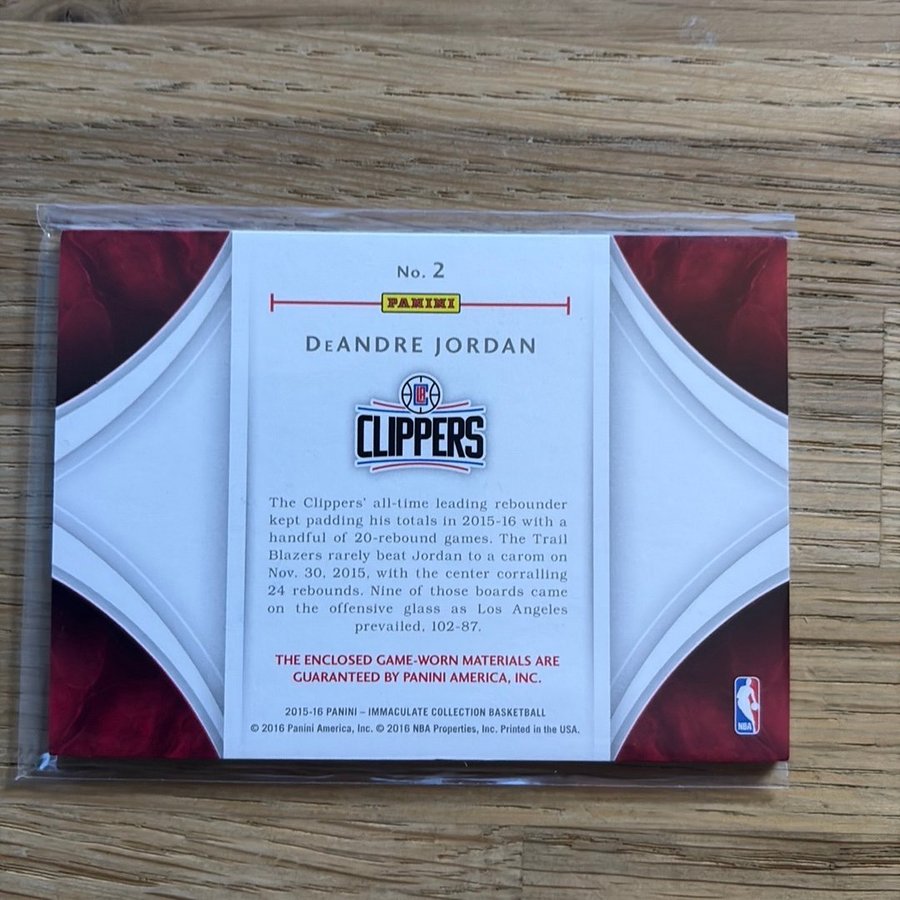 No. 2
PANINI
DeANDRE JORDAN
LAC
CLIPPERS
The Clippers' all-time leading rebounder
kept padding his totals in 2015-16 with a
handful of 20-rebound games. The Trail
Blazers rarely beat Jordan to a carom on
Nov. 30, 2015, with the center corralling
24 rebounds. Nine of those boards came
on the offensive glass as Los Angeles
prevailed, 102-87.
THE ENCLOSED GAME-WORN MATERIALS ARE
GUARANTEED BY PANINI AMERICA, INC.
2015-16 PANINI – IMMACULATE COLLECTION BASKETBALL
© 2016 Panini America, Inc. © 2016 NBA Properties, Inc. Printed in the USA.
NBA